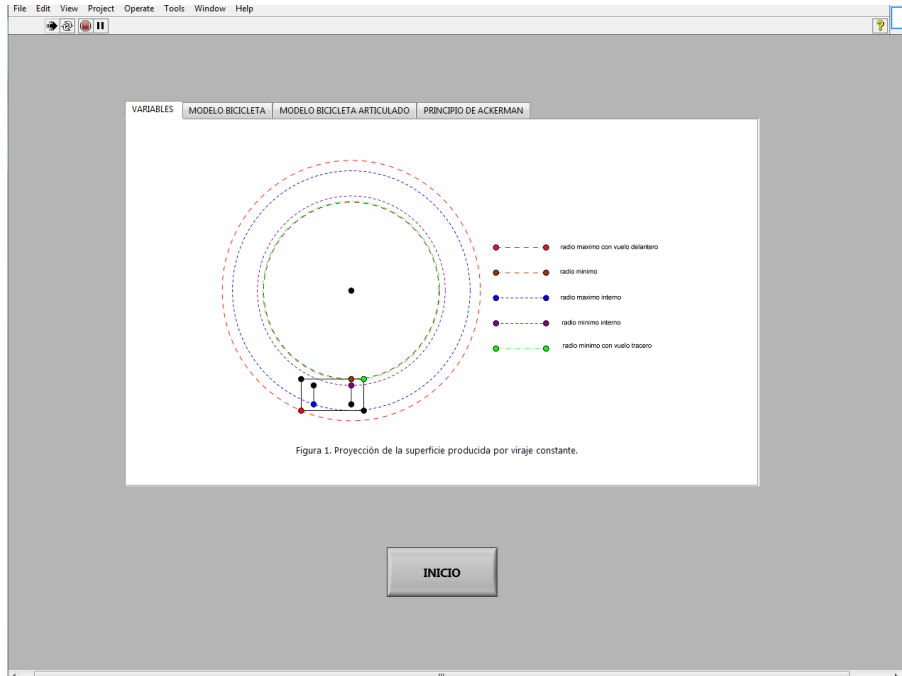 File Edit View Project Operate Tools Window Help
?
VARIABLES MODELO BICICLETA MODELO BICICLETA ARTICULADO PRINCIPIO DE ACKERMAN
radio maximo con vuelo delantero
radio minimo
radio maximo interno
radio minimo interno
radio minimo con vuelo tracero
Figura 1. Proyección de la superficie producida por viraje constante.
INICIO